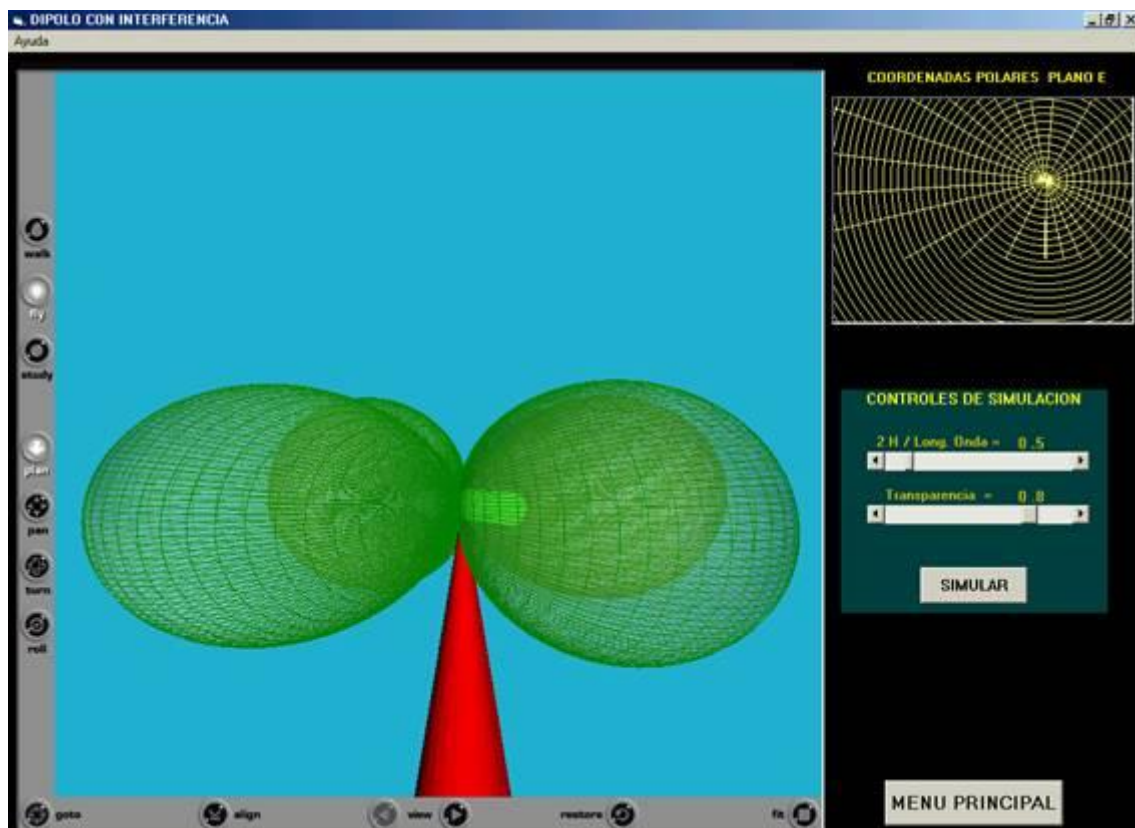 DIPOLO CON INTERFERENCIA
Ayuda
COORDENADAS POLARES PLANO E
walk
fly
study
plan
pan
turn
roll
CONTROLES DE SIMULACION
2 H / Long. Onda = 0.5
Transparencia = 0.8
SIMULAR
MENU PRINCIPAL
goto
align
view
restore
fit